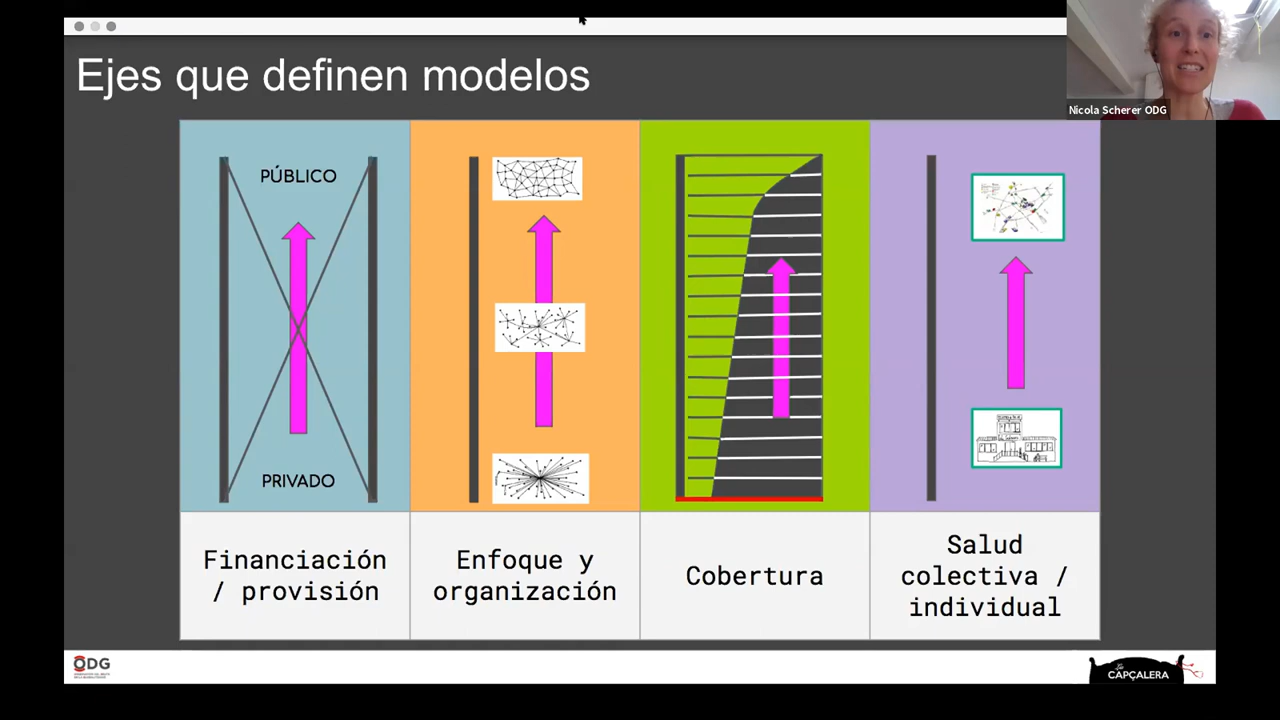 Ejes que definen modelos
Nicola Scherer ODG
PÚBLICO
PRIVADO
Financiación
/ provisión
Enfoque y
organización
Cobertura
Salud
colectiva /
individual
ODG
La
CAPÇALERA